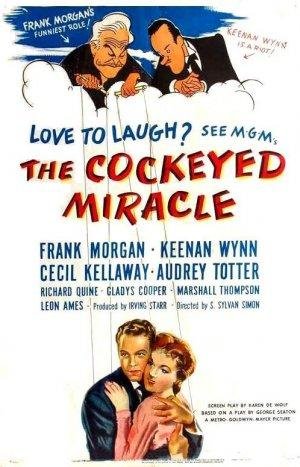 FRANK MORGAN'S
FUNNIEST ROLE!
KEENAN WYNN
IS A RIOT!
LOVE TO LAUGH? SEE M-G-M's
THE COCKEYED
MIRACLE
FRANK MORGAN · KEENAN WYNN
CECIL KELLAWAY · AUDREY TOTTER
RICHARD QUINE · GLADYS COOPER · MARSHALL THOMPSON
LEON AMES · Produced by IRVING STARR · Directed by S. SYLVAN SIMON
SCREEN PLAY BY KAREN DE WOLF
BASED ON A PLAY BY GEORGE SEATON
A METRO-GOLDWYN-MAYER PICTURE